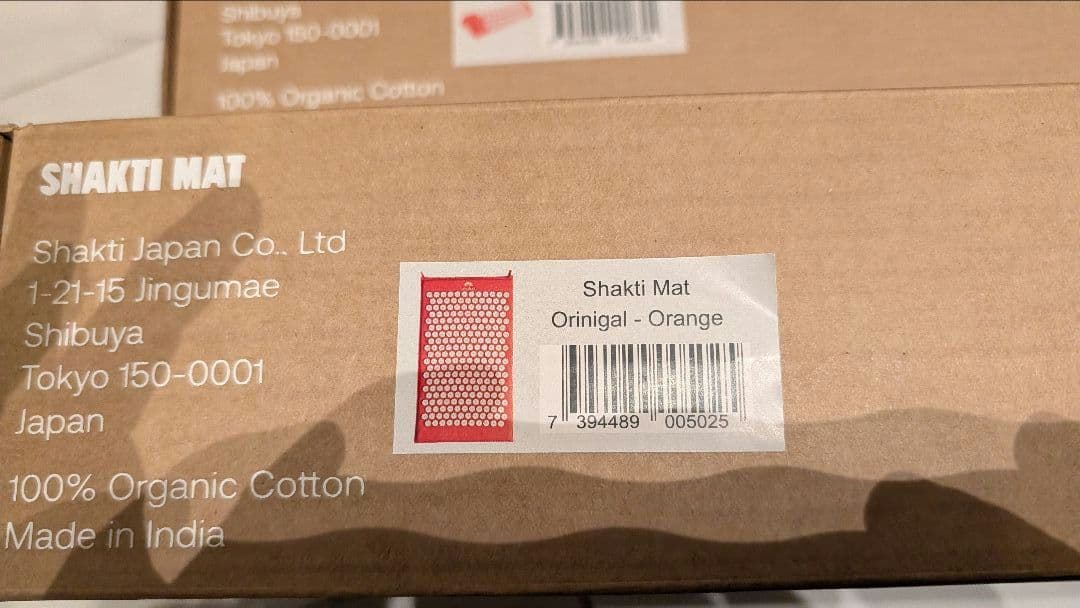 Shibuya
Tokyo 150-0001
Japan
100% Organic Cotton
SHAKTI MAT
Shakti Japan Co.. Ltd
1-21-15 Jingumae
Shibuya
Tokyo 150-0001
Japan
100% Organic Cotton
Made in India
Shakti Mat
Orinigal - Orange
7 394489 005025